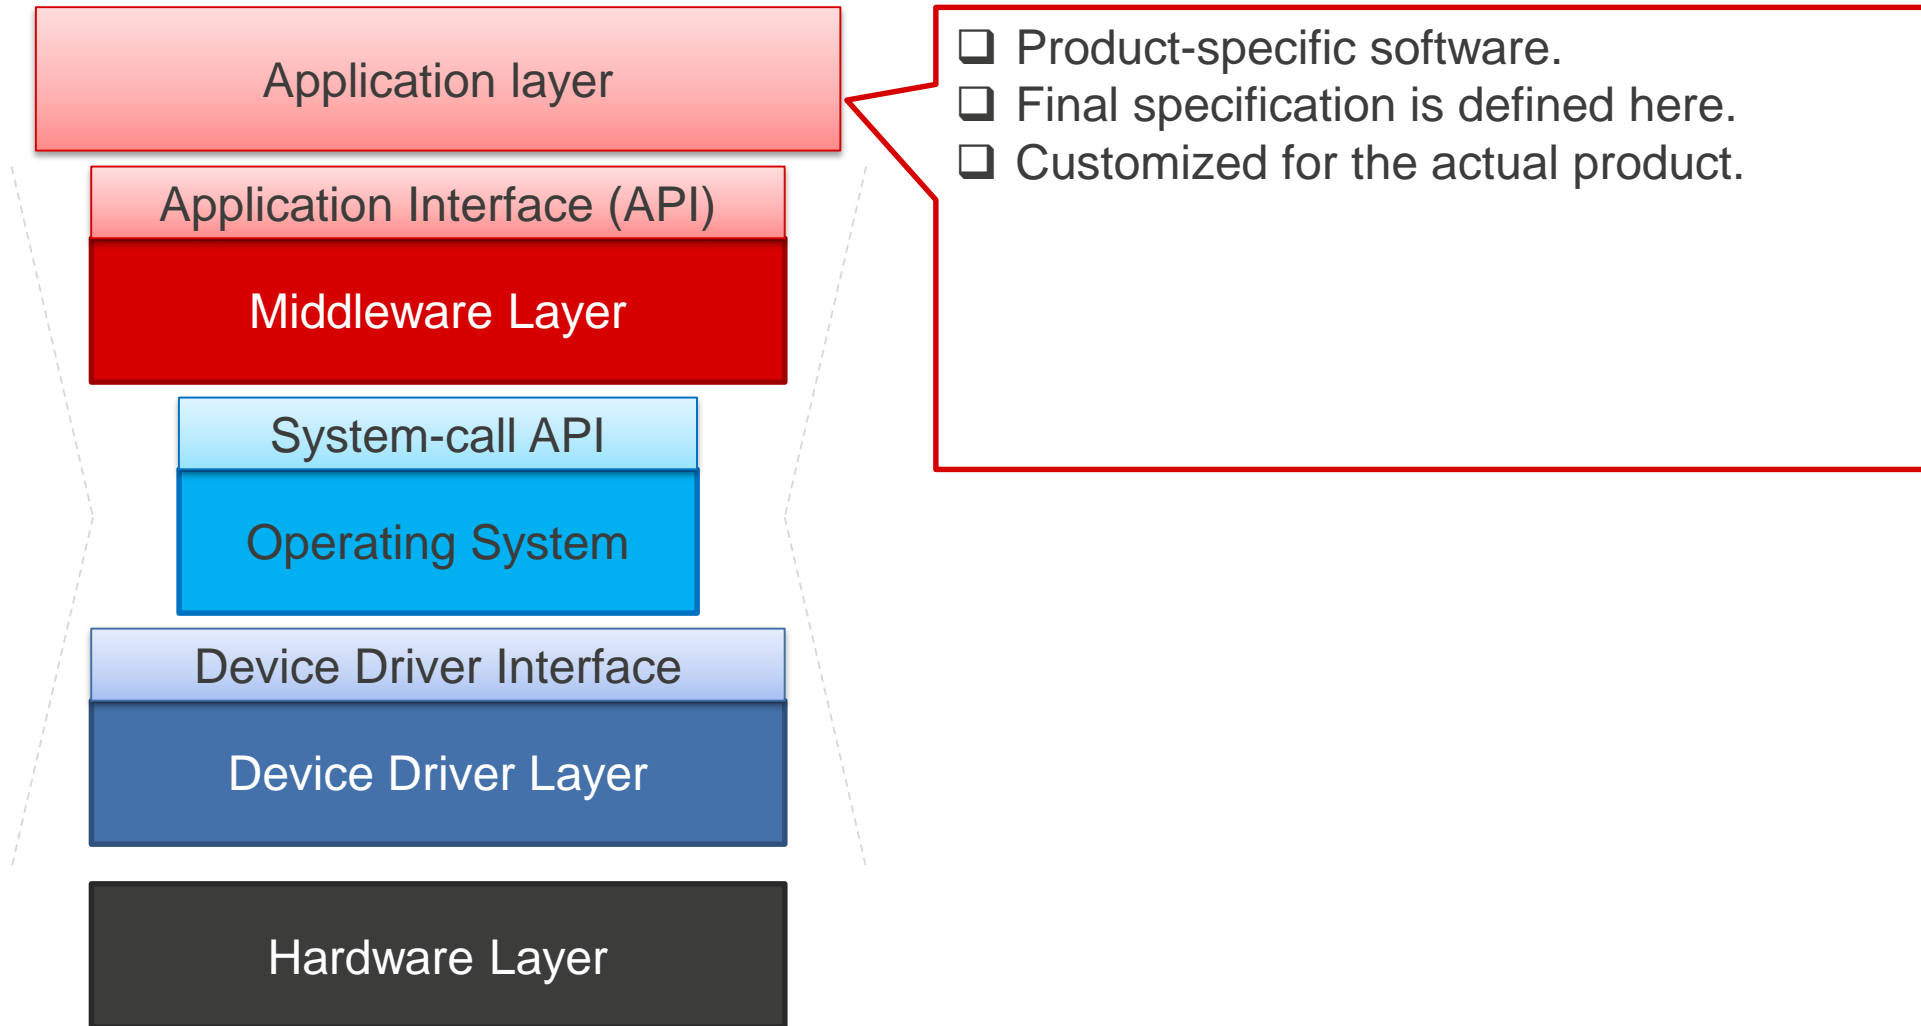 Application layer
Application Interface (API)
Middleware Layer
System-call API
Operating System
Device Driver Interface
Device Driver Layer
Hardware Layer
❑ Product-specific software.
❑ Final specification is defined here.
❑ Customized for the actual product.